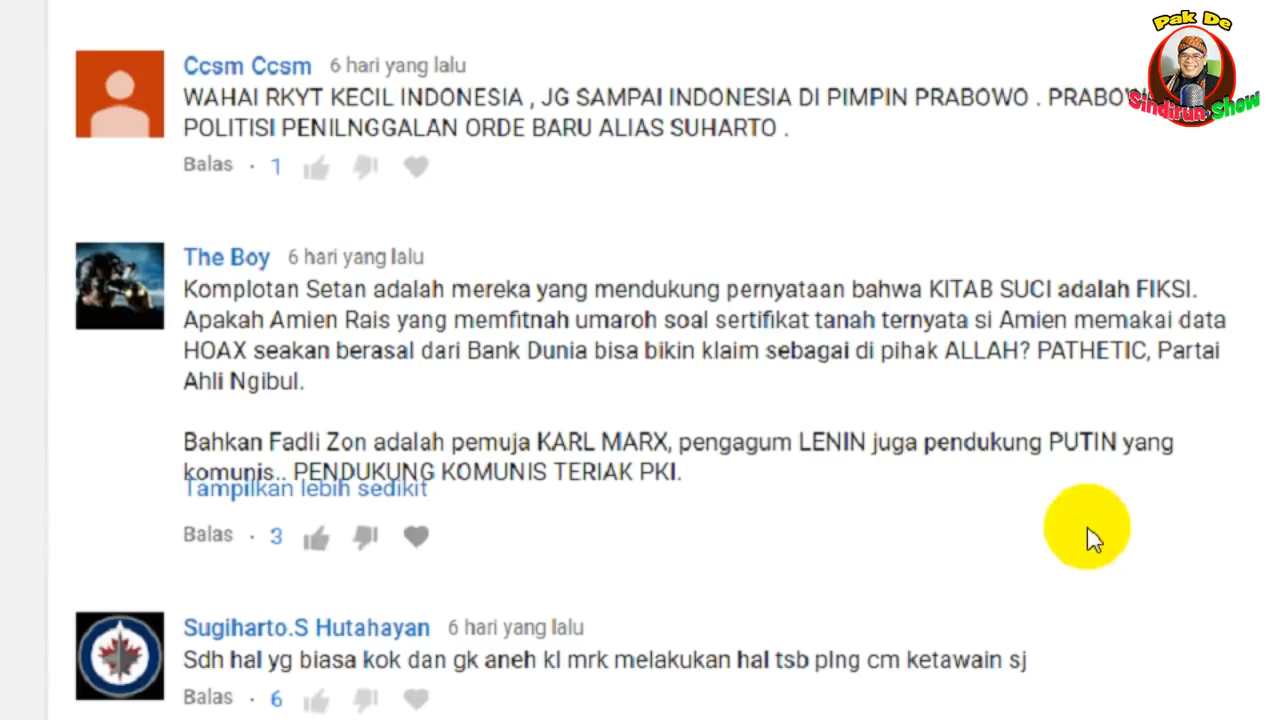 Pak De
Sindiran Show
Ccsm Ccsm 6 hari yang lalu
WAHAI RKYT KECIL INDONESIA , JG SAMPAI INDONESIA DI PIMPIN PRABOWO .
POLITISI PENILNGGALAN ORDE BARU ALIAS SUHARTO .
Balas · 1
The Boy 6 hari yang lalu
Komplotan Setan adalah mereka yang mendukung pernyataan bahwa KITAB SUCI adalah FIKSI.
Apakah Amien Rais yang memfitnah umaroh soal sertifikat tanah ternyata si Amien memakai data
HOAX seakan berasal dari Bank Dunia bisa bikin klaim sebagai di pihak ALLAH? PATHETIC, Partai
Ahli Ngibul.
Bahkan Fadli Zon adalah pemuja KARL MARX, pengagum LENIN juga pendukung PUTIN yang
komunis.. PENDUKUNG KOMUNIS TERIAK PKI.
Tampilkan lebih sedikit
Balas · 3
Sugiharto.S Hutahayan 6 hari yang lalu
Sdh hal yg biasa kok dan gk aneh kl mrk melakukan hal tsb plng cm ketawain sj
Balas · 6